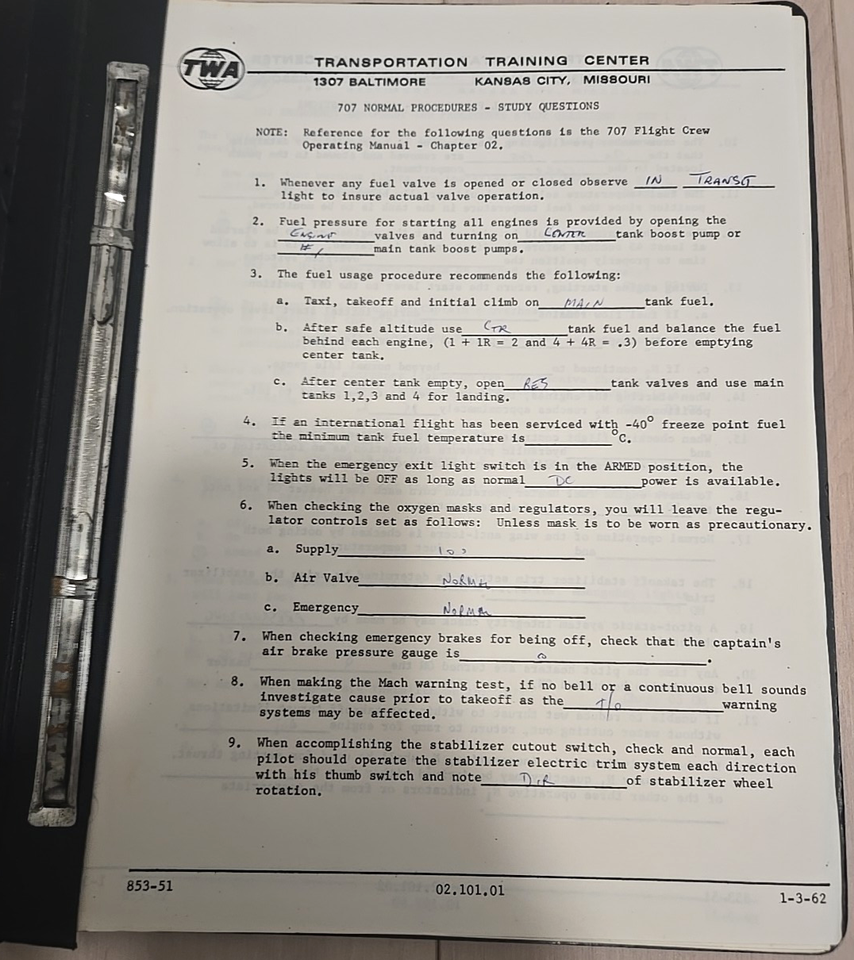 TWA
TRANSPORTATION TRAINING CENTER
1307 BALTIMORE KANSAS CITY, MISSOURI
707 NORMAL PROCEDURES - STUDY QUESTIONS
NOTE: Reference for the following questions is the 707 Flight Crew
Operating Manual - Chapter 02.
1. Whenever any fuel valve is opened or closed observe IN TRANSIT
light to insure actual valve operation.
2. Fuel pressure for starting all engines is provided by opening the
ENGINE valves and turning on CENTER tank boost pump or
#1 main tank boost pumps.
3. The fuel usage procedure recommends the following:
a. Taxi, takeoff and initial climb on MAIN tank fuel.
b. After safe altitude use CTR tank fuel and balance the fuel
behind each engine, (1 + 1R = 2 and 4 + 4R = .3) before emptying
center tank.
c. After center tank empty, open RES tank valves and use main
tanks 1,2,3 and 4 for landing.
4. If an international flight has been serviced with -40° freeze point fuel
the minimum tank fuel temperature is °C.
5. When the emergency exit light switch is in the ARMED position, the
lights will be OFF as long as normal DC power is available.
6. When checking the oxygen masks and regulators, you will leave the regu-
lator controls set as follows: Unless mask is to be worn as precautionary.
a. Supply 100
b. Air Valve NORMAL
c. Emergency NORMAL
7. When checking emergency brakes for being off, check that the captain's
air brake pressure gauge is 0.
8. When making the Mach warning test, if no bell or a continuous bell sounds
investigate cause prior to takeoff as the T/O warning
systems may be affected.
9. When accomplishing the stabilizer cutout switch, check and normal, each
pilot should operate the stabilizer electric trim system each direction
with his thumb switch and note DIR of stabilizer wheel
rotation.
853-51 02.101.01 1-3-62